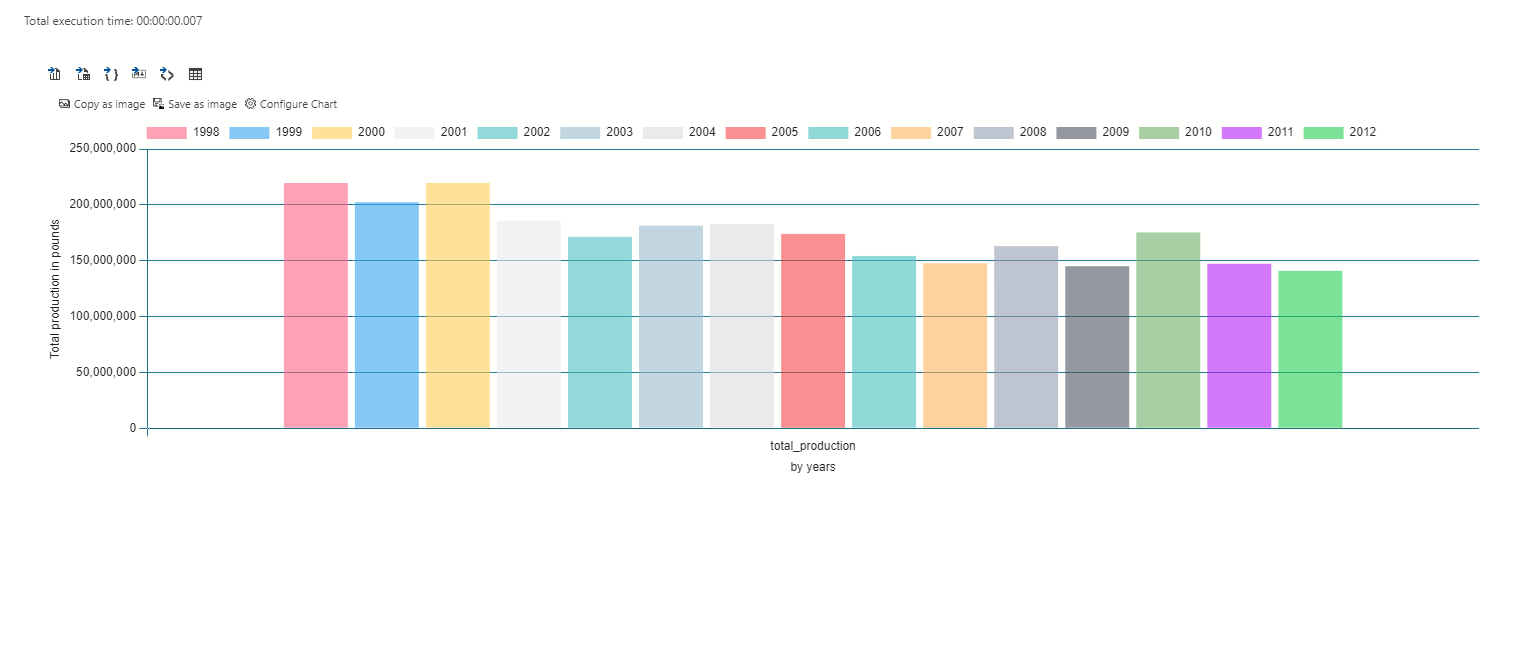 Total execution time: 00:00:00.007
Copy as image Save as image Configure Chart
1998 1999 2000 2001 2002 2003 2004 2005 2006 2007 2008 2009 2010 2011 2012
250,000,000
200,000,000
150,000,000
100,000,000
50,000,000
0
Total production in pounds
total_production
by years